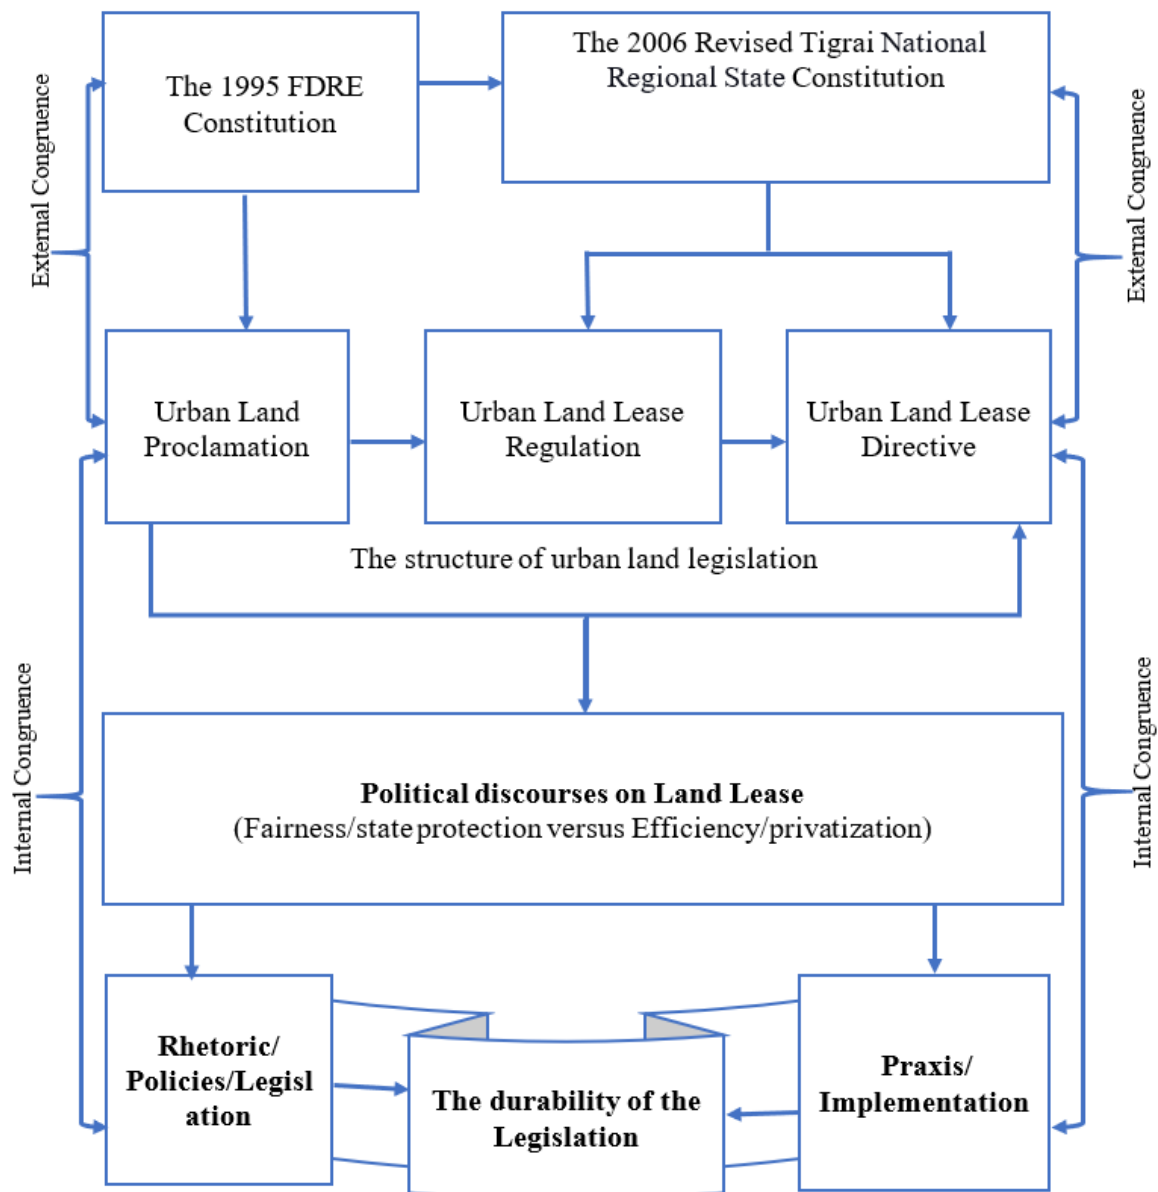 The 1995 FDRE
Constitution
The 2006 Revised Tigrai National
Regional State Constitution
External Congruence
External Congruence
Urban Land
Proclamation
Urban Land Lease
Regulation
Urban Land Lease
Directive
The structure of urban land legislation
Internal Congruence
Internal Congruence
Political discourses on Land Lease
(Fairness/state protection versus Efficiency/privatization)
Rhetoric/
Policies/Legisl
ation
The durability of the
Legislation
Praxis/
Implementation